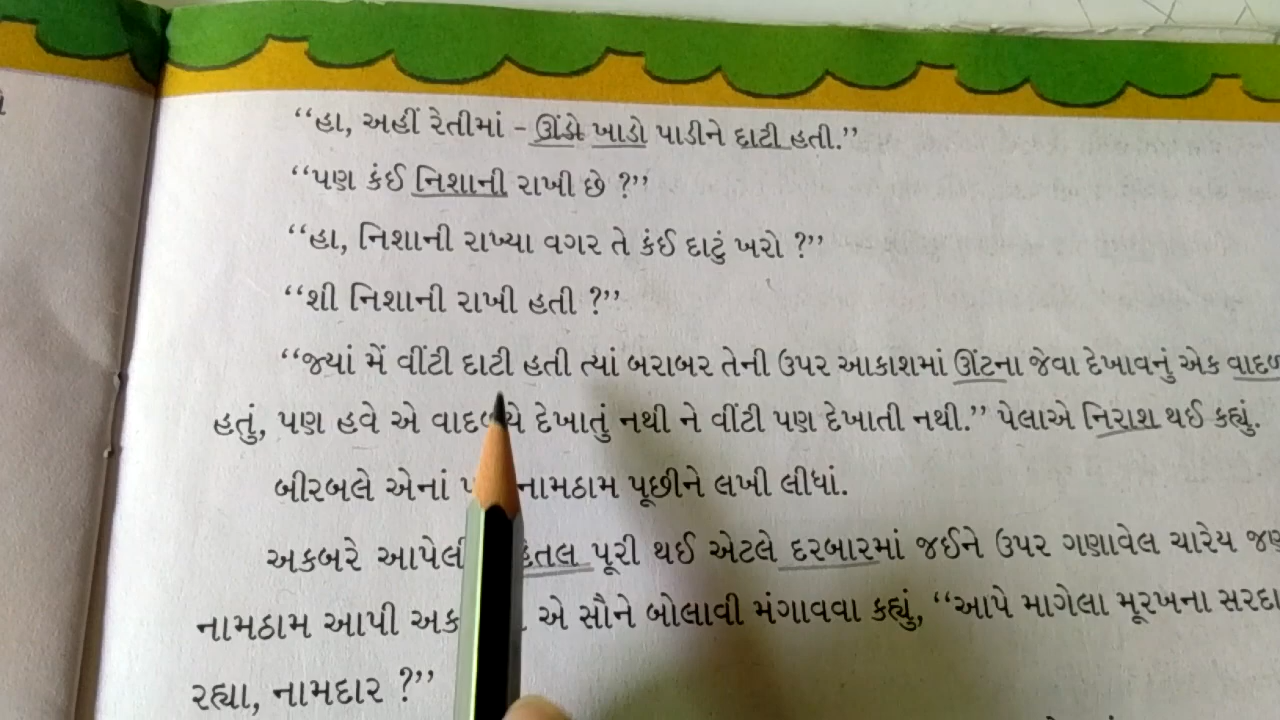 “હા, અહીં રેતીમાં – ઊંડો ખાડો પાડીને દાટી હતી.”
“પણ કંઈ નિશાની રાખી છે ?”
“હા, નિશાની રાખ્યા વગર તે કંઈ દાટું ખરો ?”
“શી નિશાની રાખી હતી ?”
“જ્યાં મેં વીંટી દાટી હતી ત્યાં બરાબર તેની ઉપર આકાશમાં ઊંટના જેવા દેખાવનું એક
હતું, પણ હવે એ દેખાતું નથી ને વીંટી પણ દેખાતી નથી.” પેલાએ નિરાશ થઈ કહ્યું.
બીરબલે એનાં નામઠામ પૂછીને લખી લીધાં.
અકબરે આપેલી પૂરી થઈ એટલે દરબારમાં જઈને ઉપર ગણાવેલ ચારેય
નામઠામ આપી એ સૌને બોલાવી મંગાવવા કહ્યું, “આપે માગેલા મૂરખના
રહ્યા, નામદાર ?”